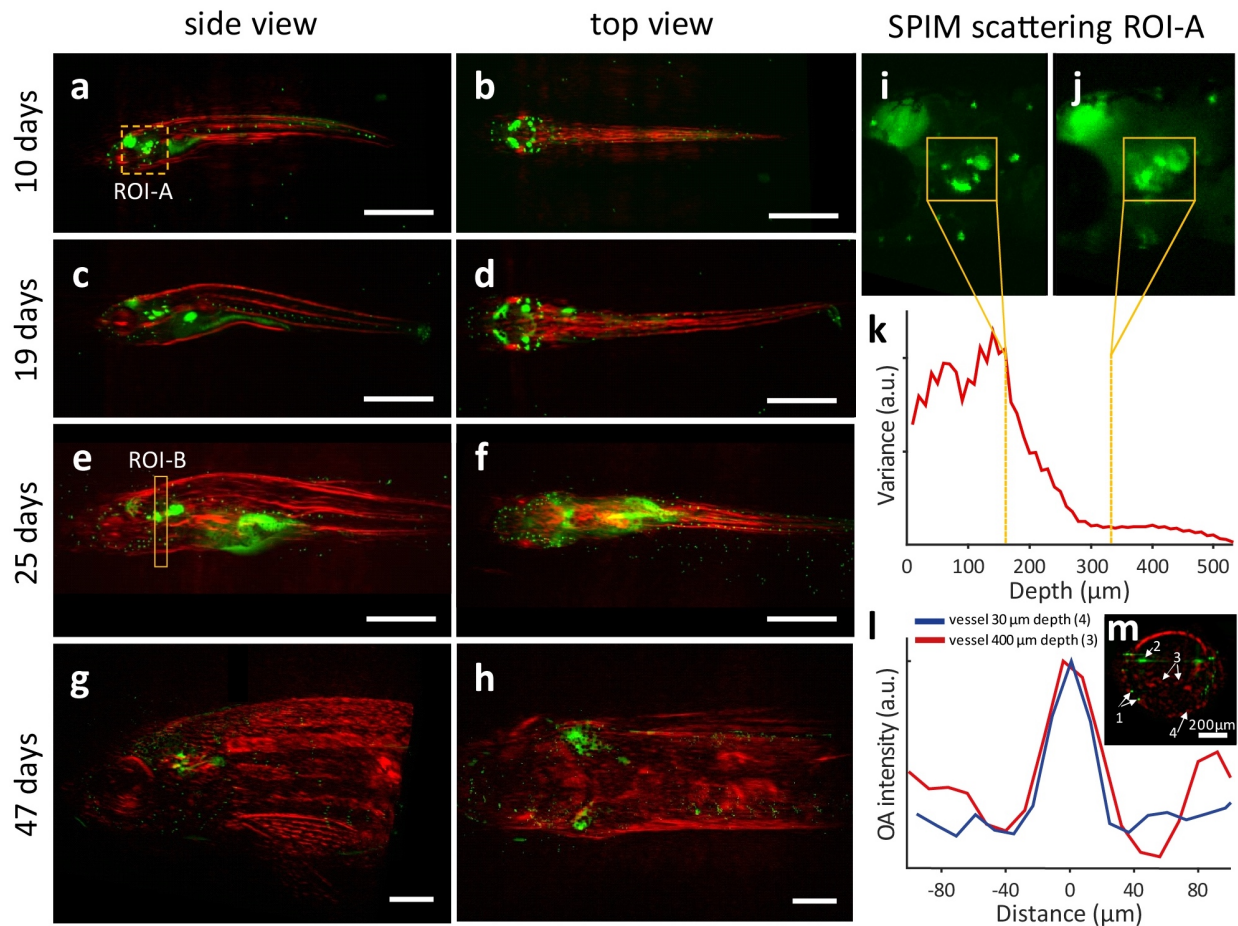 side view
top view
SPIM scattering ROI-A
10 days
a
ROI-A
b
i
j
19 days
c
d
k
Variance (a.u.)
0 100 200 300 400 500
Depth (µm)
25 days
e
ROI-B
f
l
vessel 30 µm depth (4)
vessel 400 µm depth (3)
m
2
3
1
4
200µm
OA intensity (a.u.)
-80 -40 0 40 80
Distance (µm)
47 days
g
h